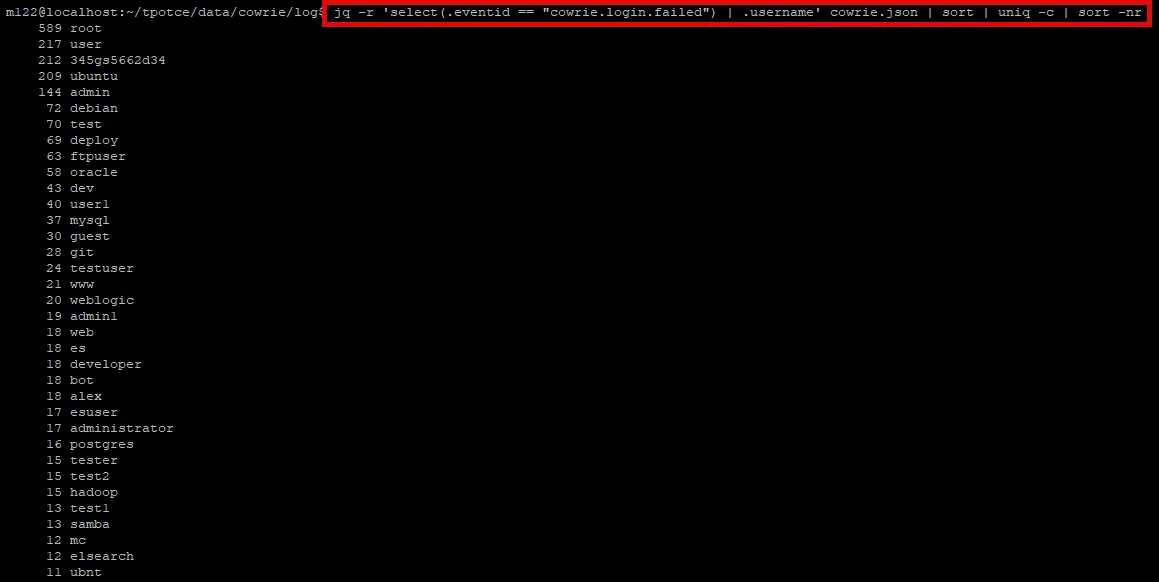 m122@localhost:~/tpotce/data/cowrie/log$ jq -r 'select(.eventid == "cowrie.login.failed") | .username' cowrie.json | sort | uniq -c | sort -nr
589 root
217 user
212 345gs5662d34
209 ubuntu
144 admin
72 debian
70 test
69 deploy
63 ftpuser
58 oracle
43 dev
40 user1
37 mysql
30 guest
28 git
24 testuser
21 www
20 weblogic
19 admin1
18 web
18 es
18 developer
18 bot
18 alex
17 esuser
17 administrator
16 postgres
15 tester
15 test2
15 hadoop
13 test1
13 samba
12 mc
12 elsearch
11 ubnt